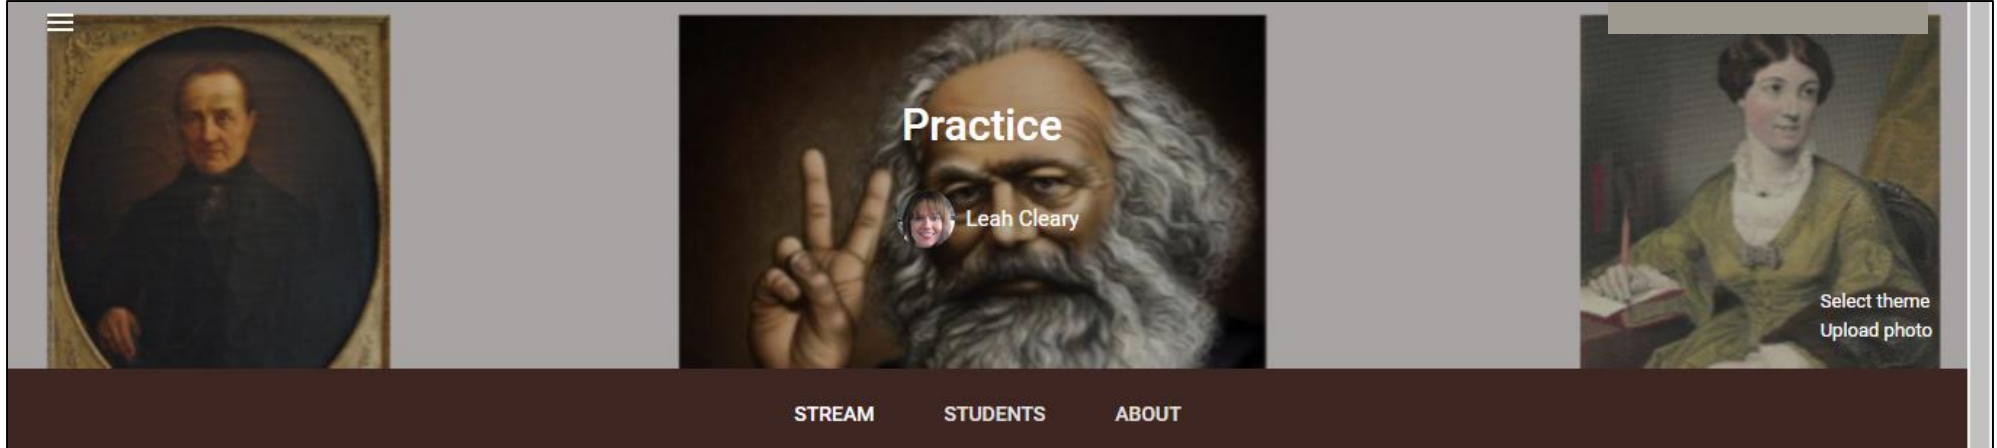 Practice
Leah Cleary
Select theme
Upload photo
STREAM STUDENTS ABOUT